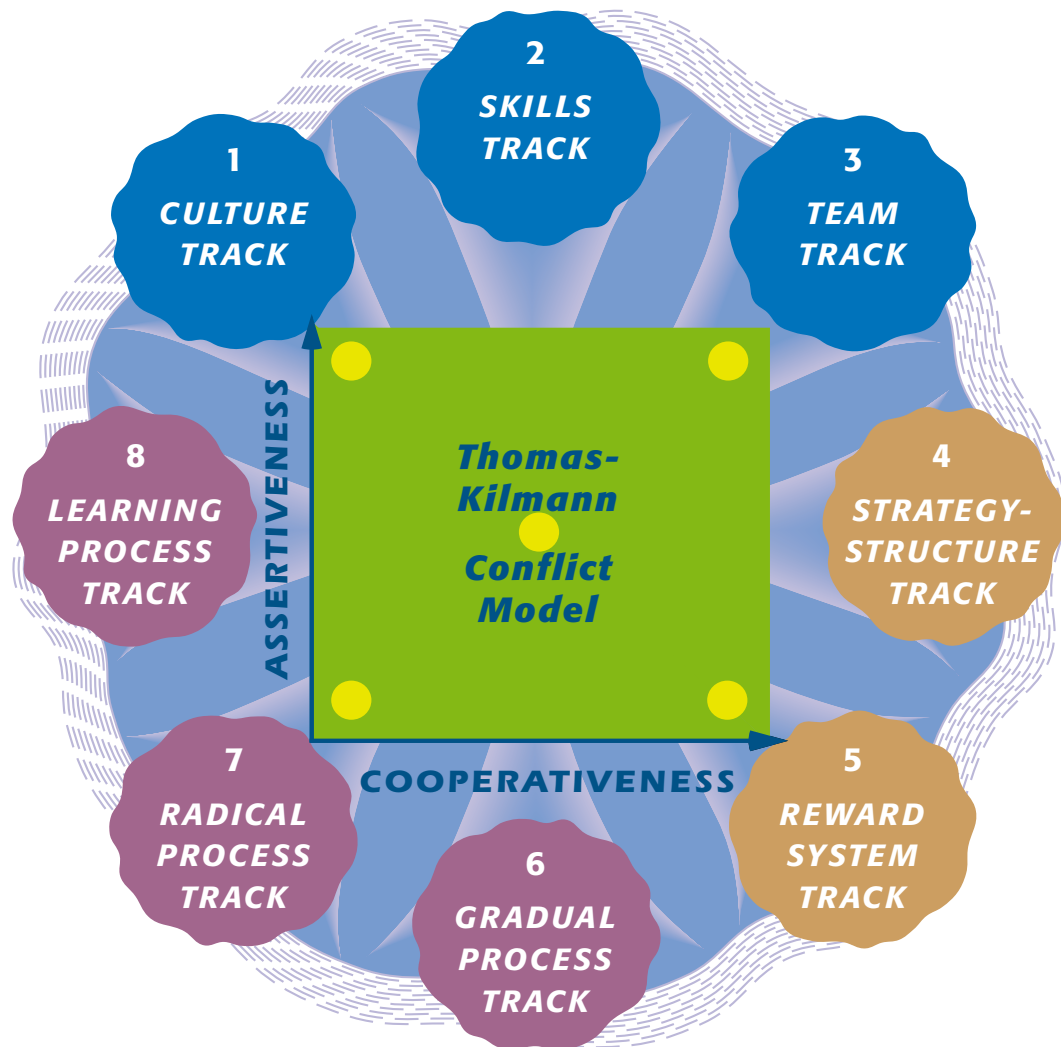 1
CULTURE
TRACK
2
SKILLS
TRACK
3
TEAM
TRACK
4
STRATEGY-
STRUCTURE
TRACK
5
REWARD
SYSTEM
TRACK
6
GRADUAL
PROCESS
TRACK
7
RADICAL
PROCESS
TRACK
8
LEARNING
PROCESS
TRACK
ASSERTIVENESS
Thomas-
Kilmann
Conflict
Model
COOPERATIVENESS